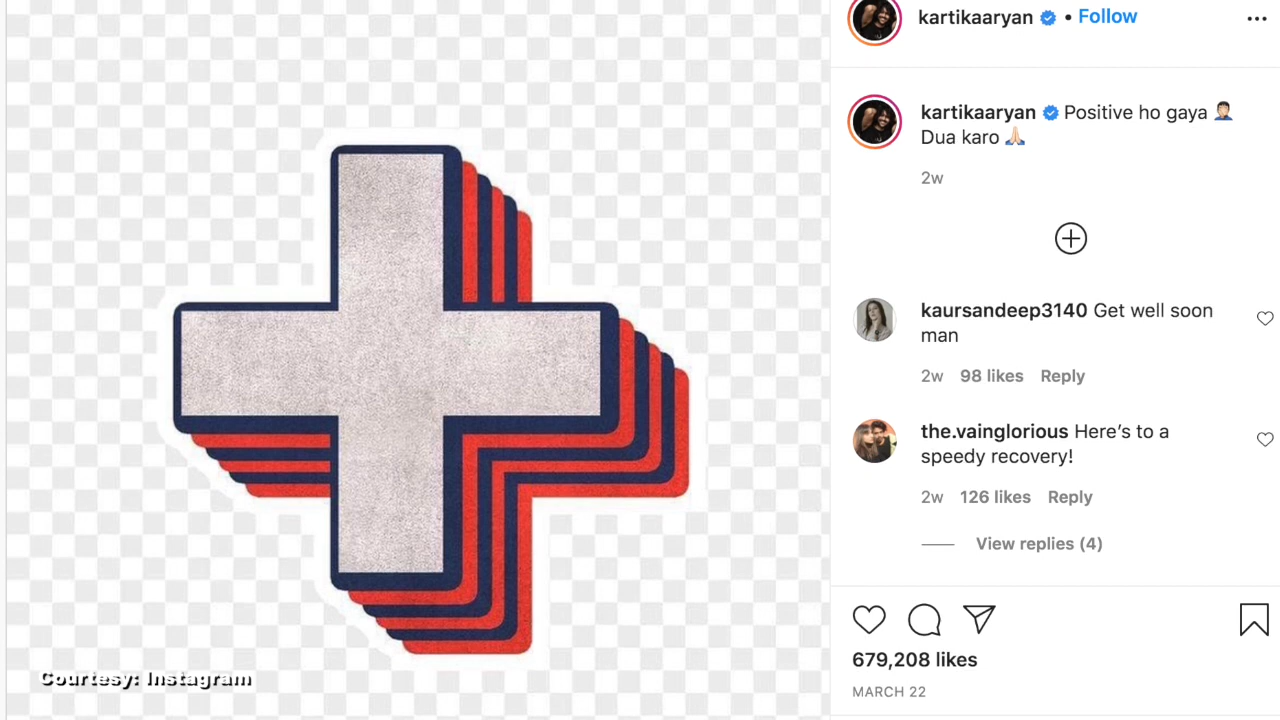 kartikaaryan • Follow
kartikaaryan Positive ho gaya 🤦🏻‍♂️
Dua karo 🙏🏻
2w
kaursandeep3140 Get well soon
man
2w 98 likes Reply
the.vainglorious Here’s to a
speedy recovery!
2w 126 likes Reply
View replies (4)
679,208 likes
MARCH 22
Courtesy: Instagram